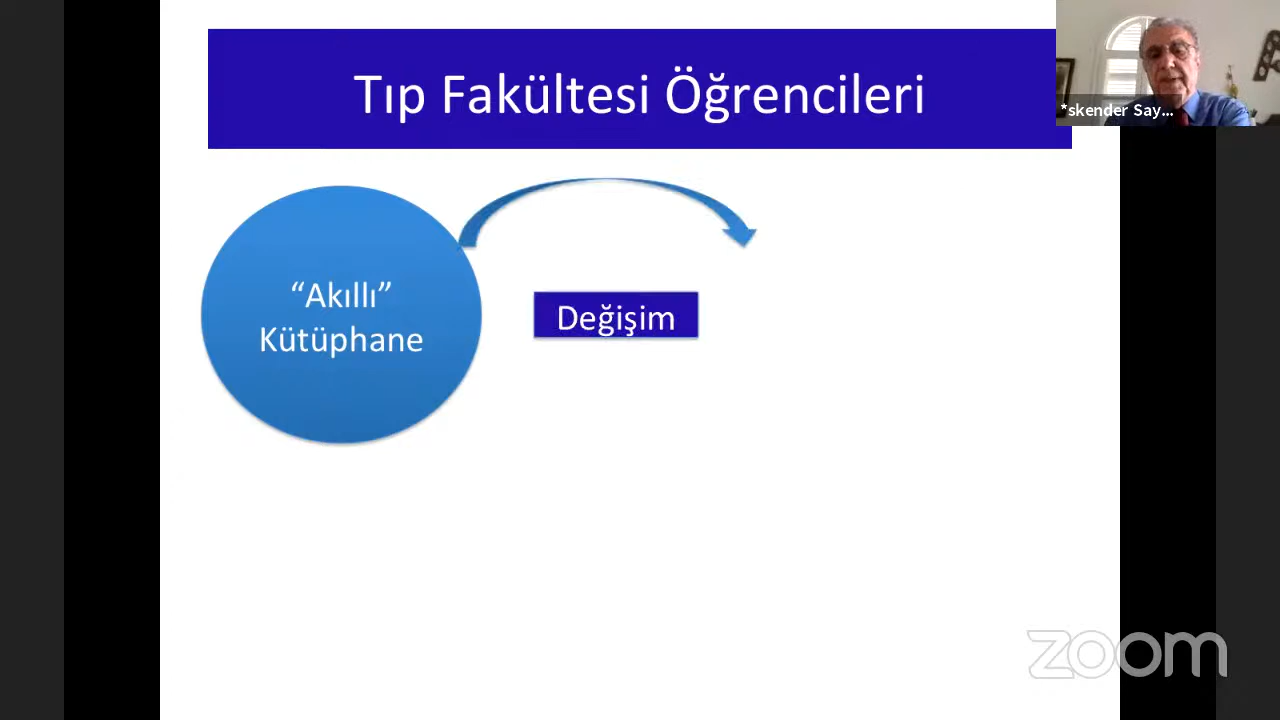 Tıp Fakültesi Öğrencileri
*skender Say...
“Akıllı”
Kütüphane
Değişim
zoom